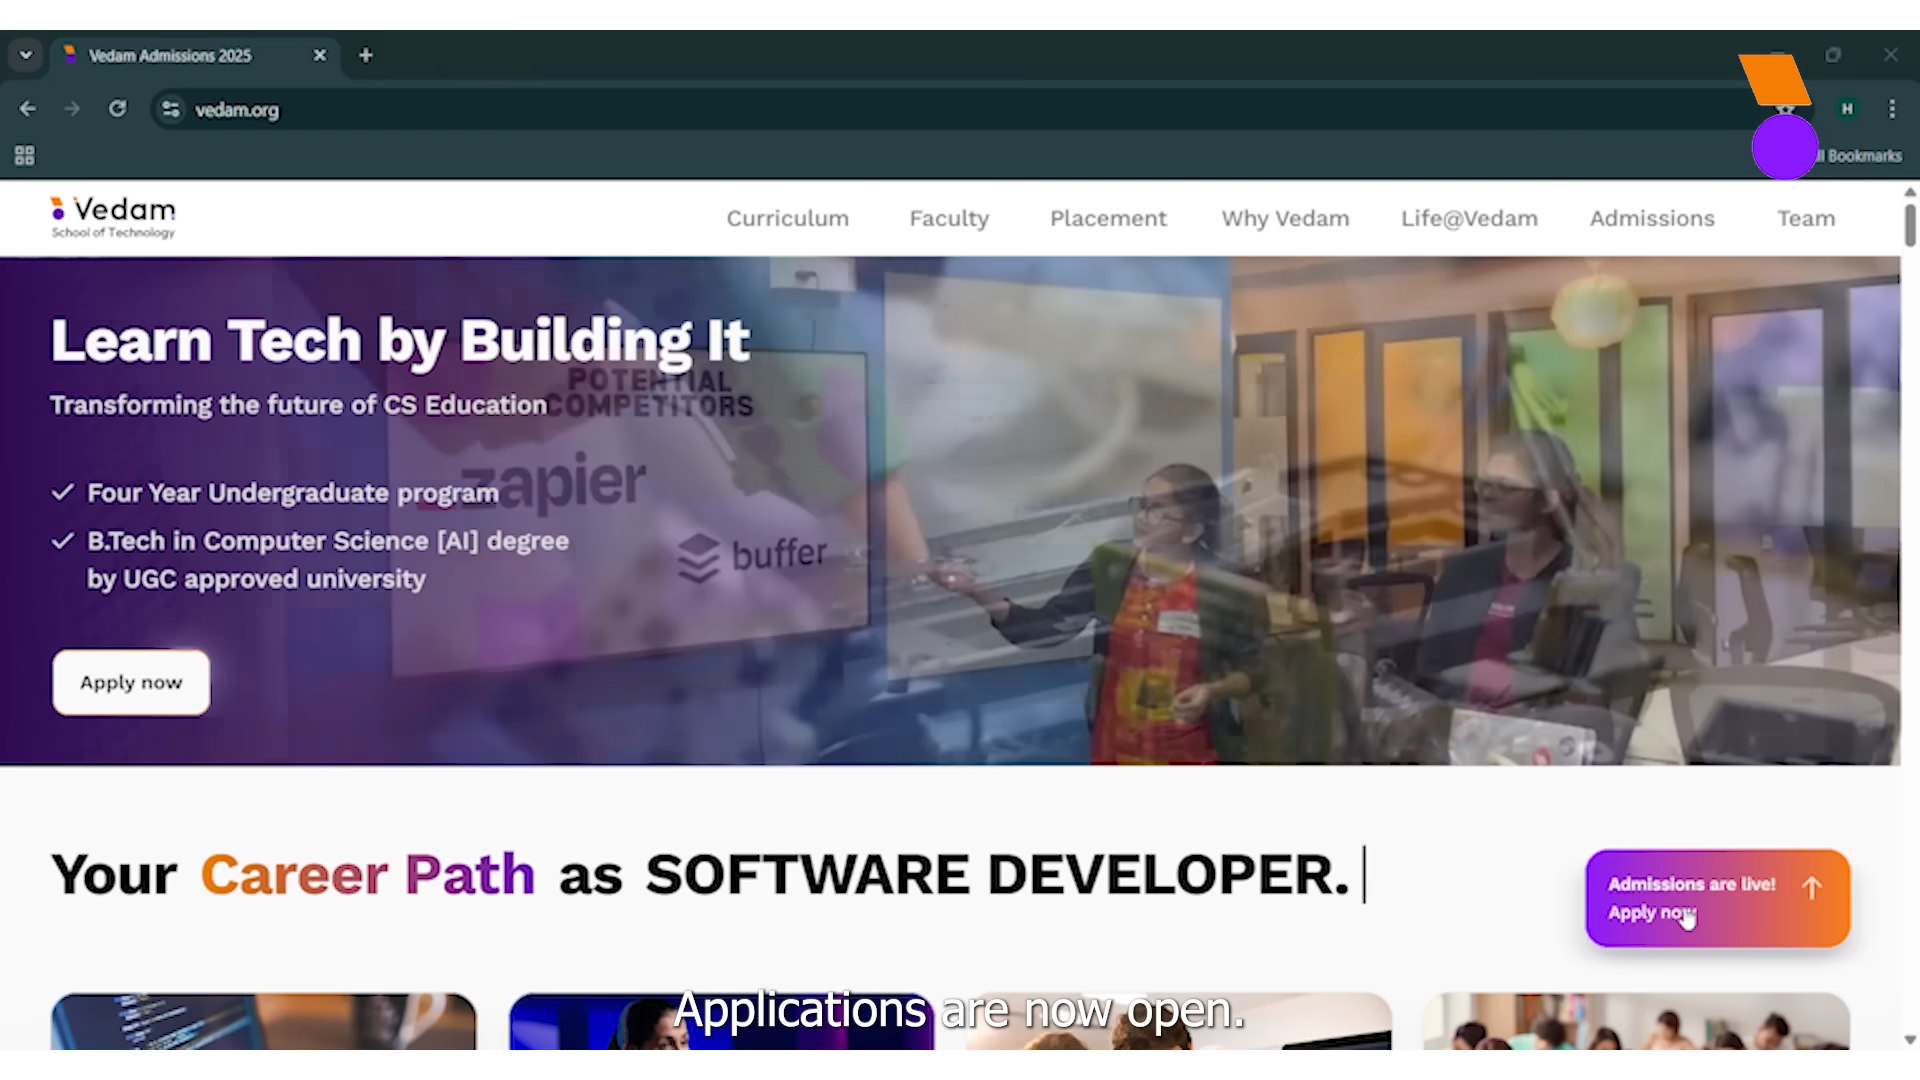 Vedam Admissions 2025
vedam.org
H
ll Bookmarks
Vedam
School of Technology
Curriculum
Faculty
Placement
Why Vedam
Life@Vedam
Admissions
Team
Learn Tech by Building It
POTENTIAL
COMPETITORS
Transforming the future of CS Education
zapier
Four Year Undergraduate program
B.Tech in Computer Science [AI] degree
by UGC approved university
buffer
Apply now
Your Career Path as SOFTWARE DEVELOPER.
Admissions are live!
Apply now
Applications are now open.